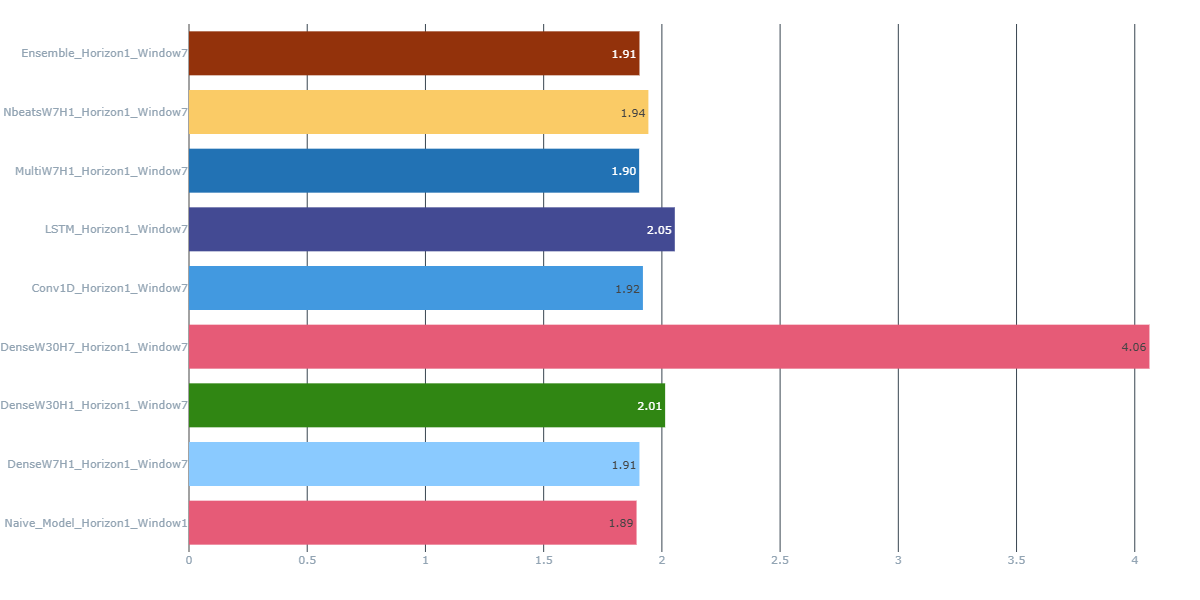 Ensemble_Horizon1_Window7 1.91
NbeatsW7H1_Horizon1_Window7 1.94
MultiW7H1_Horizon1_Window7 1.90
LSTM_Horizon1_Window7 2.05
Conv1D_Horizon1_Window7 1.92
DenseW30H7_Horizon1_Window7 4.06
DenseW30H1_Horizon1_Window7 2.01
DenseW7H1_Horizon1_Window7 1.91
Naive_Model_Horizon1_Window1 1.89
0 0.5 1 1.5 2 2.5 3 3.5 4